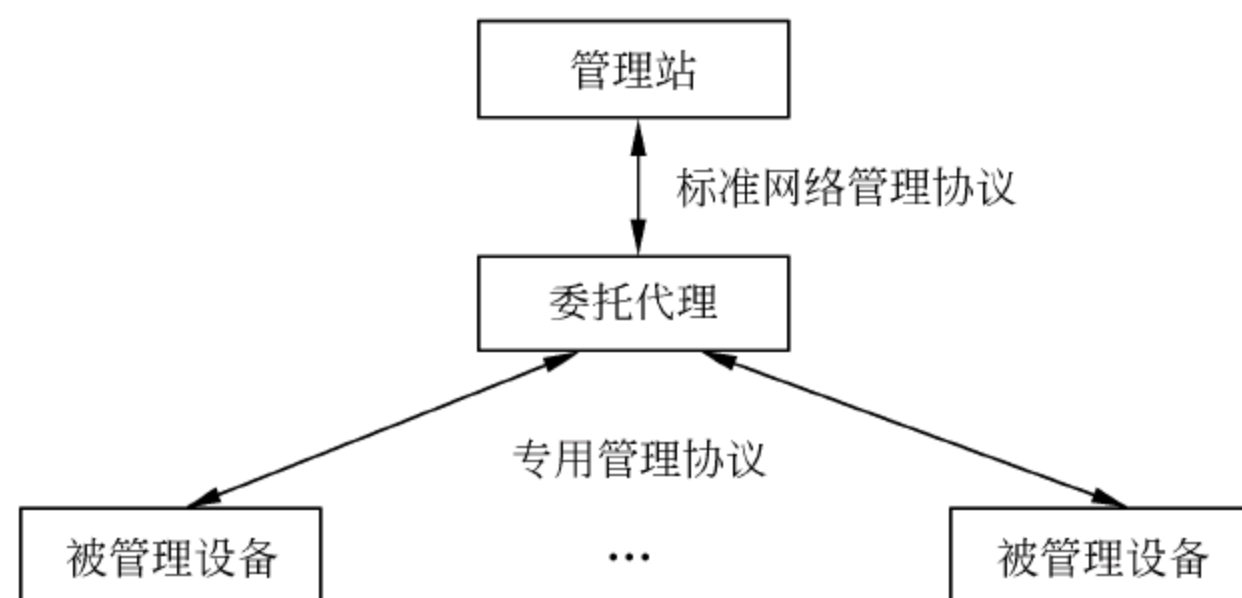 管理站
标准网络管理协议
委托代理
专用管理协议
被管理设备
…
被管理设备